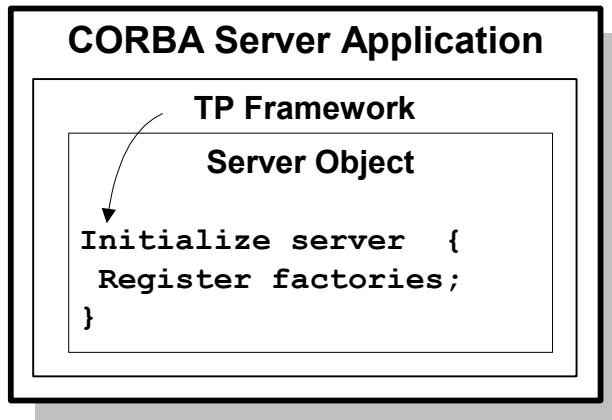 CORBA Server Application
TP Framework
Server Object
Initialize server  {
 Register factories;
}